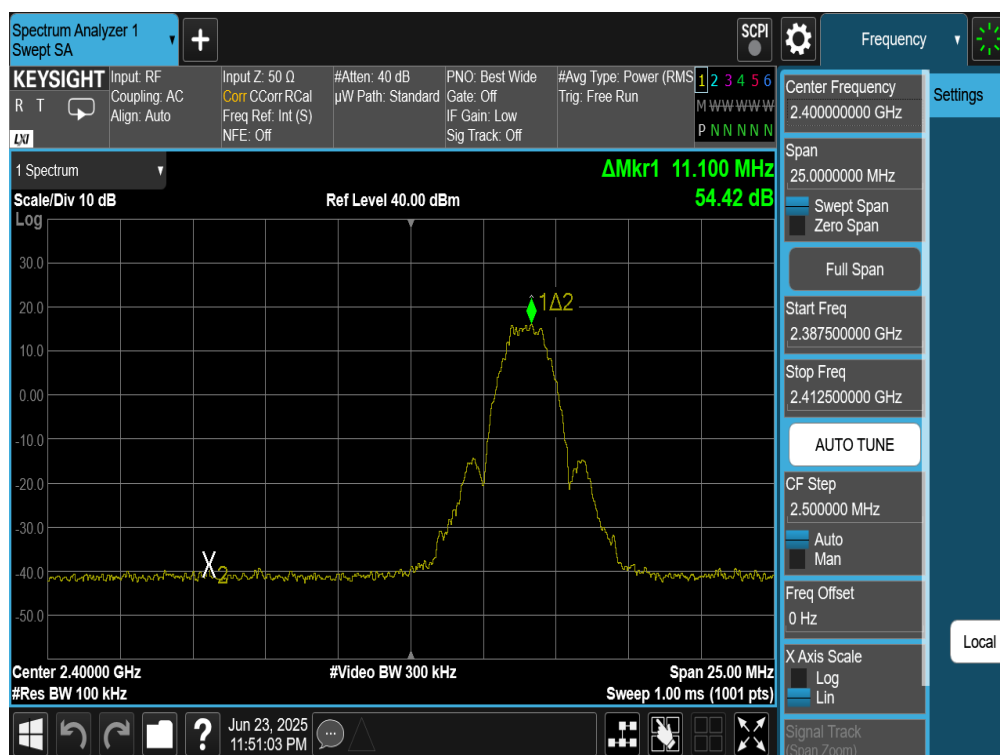 Spectrum Analyzer 1
Swept SA
+
SCPI
Frequency
KEYSIGHT
R T
LXI
Input: RF
Coupling: AC
Align: Auto
Input Z: 50 Ω
Corr CCorr RCal
Freq Ref: Int (S)
NFE: Off
#Atten: 40 dB
µW Path: Standard
PNO: Best Wide
Gate: Off
IF Gain: Low
Sig Track: Off
#Avg Type: Power (RMS
Trig: Free Run
1 2 3 4 5 6
M W W W W W
P N N N N N
1 Spectrum
ΔMkr1 11.100 MHz
54.42 dB
Scale/Div 10 dB
Ref Level 40.00 dBm
Log
30.0
20.0
10.0
0.00
-10.0
-20.0
-30.0
-40.0
-50.0
1Δ2
X2
Center 2.40000 GHz
#Video BW 300 kHz
Span 25.00 MHz
#Res BW 100 kHz
Sweep 1.00 ms (1001 pts)
?
Jun 23, 2025
11:51:03 PM
Center Frequency
2.400000000 GHz
Span
25.0000000 MHz
Swept Span
Zero Span
Full Span
Start Freq
2.387500000 GHz
Stop Freq
2.412500000 GHz
AUTO TUNE
CF Step
2.500000 MHz
Auto
Man
Freq Offset
0 Hz
X Axis Scale
Log
Lin
Signal Track
(Span Zoom)
Settings
Local